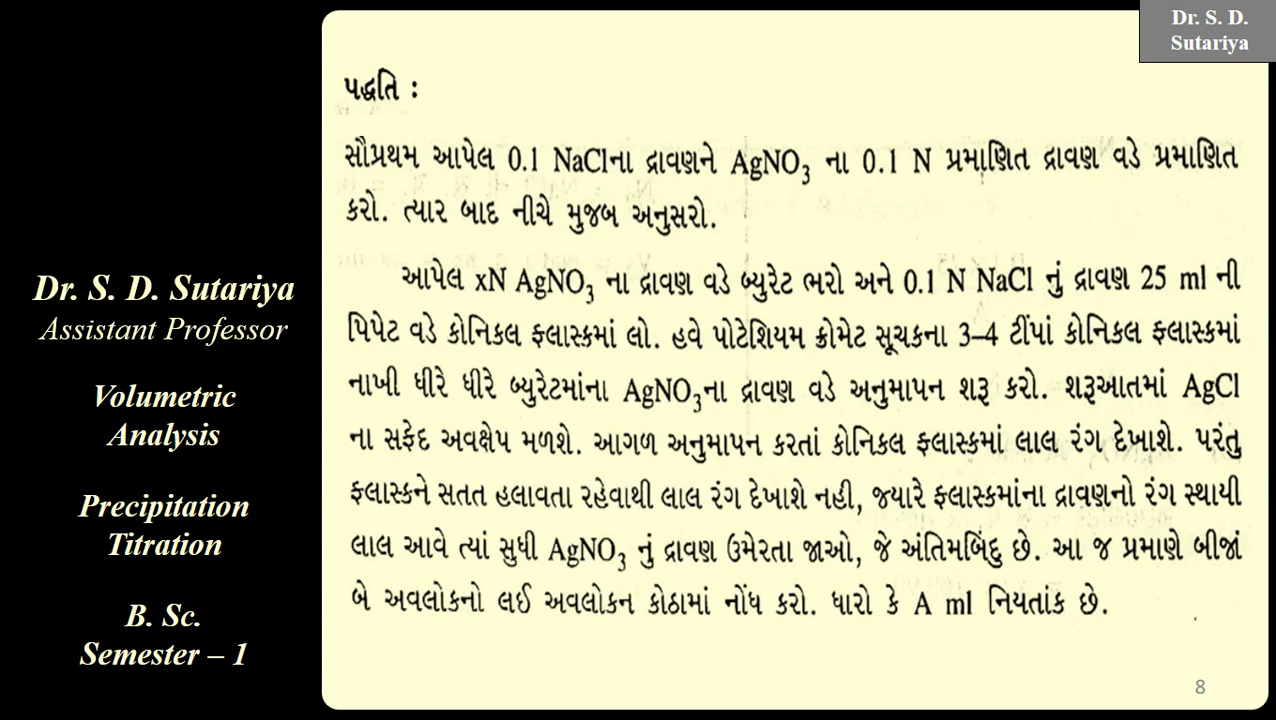 Dr. S. D.
Sutariya
Dr. S. D. Sutariya
Assistant Professor
Volumetric
Analysis
Precipitation
Titration
B. Sc.
Semester – 1
પદ્ધતિ :
સૌપ્રથમ આપેલ 0.1 NaClના દ્રાવણને AgNO₃ ના 0.1 N પ્રમાણિત દ્રાવણ વડે પ્રમાણિત
કરો. ત્યાર બાદ નીચે મુજબ અનુસરો.
આપેલ xN AgNO₃ ના દ્રાવણ વડે બ્યુરેટ ભરો અને 0.1 N NaCl નું દ્રાવણ 25 ml ની
પિપેટ વડે કોનિકલ ફ્લાસ્કમાં લો. હવે પોટેશિયમ ક્રોમેટ સૂચકના 3–4 ટીંપાં કોનિકલ ફ્લાસ્કમાં
નાખી ધીરે ધીરે બ્યુરેટમાંના AgNO₃ના દ્રાવણ વડે અનુમાપન શરૂ કરો. શરૂઆતમાં AgCl
ના સફેદ અવક્ષેપ મળશે. આગળ અનુમાપન કરતાં કોનિકલ ફ્લાસ્કમાં લાલ રંગ દેખાશે. પરંતુ
ફ્લાસ્કને સતત હલાવતા રહેવાથી લાલ રંગ દેખાશે નહી, જ્યારે ફ્લાસ્કમાંના દ્રાવણનો રંગ સ્થાયી
લાલ આવે ત્યાં સુધી AgNO₃ નું દ્રાવણ ઉમેરતા જાઓ, જે અંતિમબિંદુ છે. આ જ પ્રમાણે બીજાં
બે અવલોકનો લઈ અવલોકન કોઠામાં નોંધ કરો. ધારો કે A ml નિયતાંક છે.
8